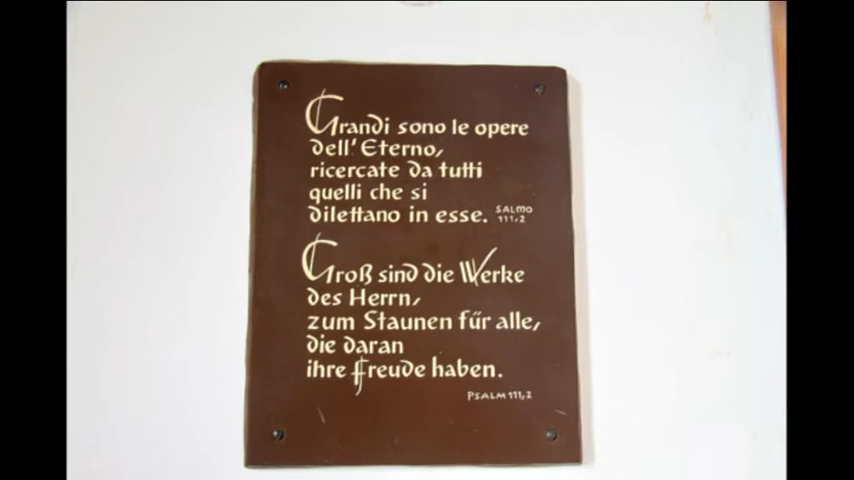 Grandi sono le opere
dell' Eterno,
ricercate da tutti
quelli che si
dilettano in esse. SALMO
111,2
Groß sind die Werke
des Herrn,
zum Staunen für alle,
die daran
ihre Freude haben.
PSALM 111,2